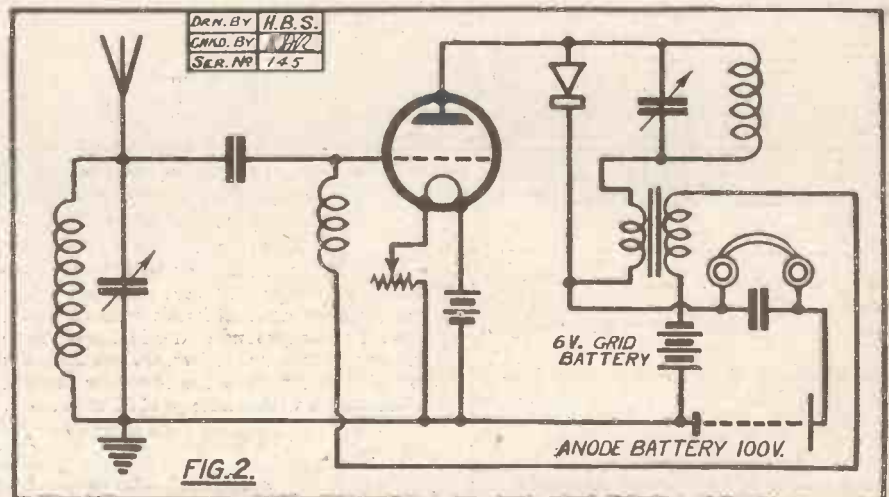 DRN. BY H.B.S.
CHKD. BY
SER. NO 145
6V. GRID
BATTERY
ANODE BATTERY 100V.
FIG. 2.